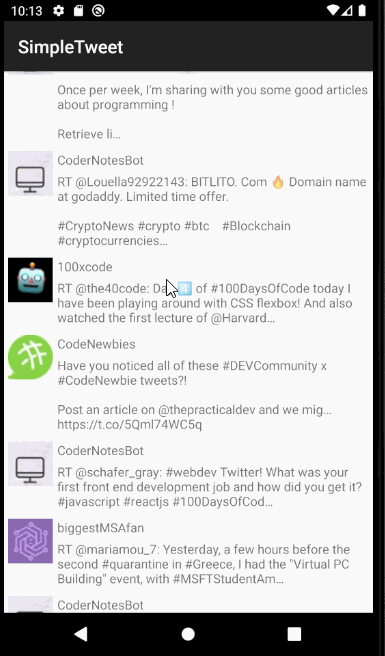 10:13
SimpleTweet
Once per week, I'm sharing with you some good articles
about programming !
Retrieve li…
CoderNotesBot
RT @Louella92922143: BITLITO. Com 🔥 Domain name
at godaddy. Limited time offer.
#CryptoNews #crypto #btc #Blockchain
#cryptocurrencies…
100xcode
RT @the40code: Day 4️⃣ of #100DaysOfCode today I
have been playing around with CSS flexbox! And also
watched the first lecture of @Harvard…
CodeNewbies
Have you noticed all of these #DEVCommunity x
#CodeNewbie tweets?!
Post an article on @thepracticaldev and we mig…
https://t.co/5Qml74WC5q
CoderNotesBot
RT @schafer_gray: #webdev Twitter! What was your
first front end development job and how did you get it?
#javascript #reactjs #100DaysOfCod…
biggestMSAfan
RT @mariamou_7: Yesterday, a few hours before the
second #quarantine in #Greece, I had the "Virtual PC
Building" event, with #MSFTStudentAm…
CoderNotesBot